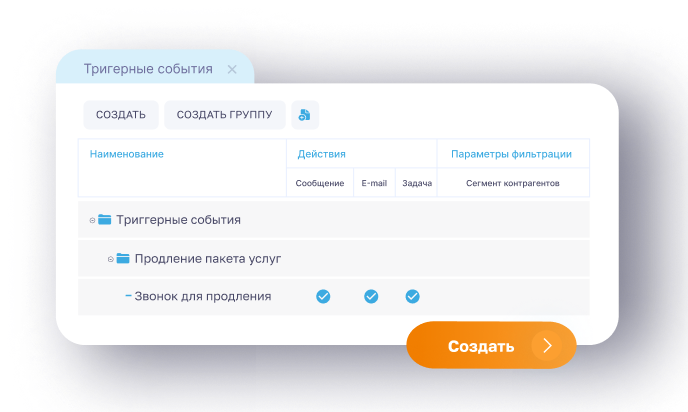 Тригерные события
СОЗДАТЬ СОЗДАТЬ ГРУППУ
Наименование Действия Параметры фильтрации
Сообщение E-mail Задача Сегмент контрагентов
Триггерные события
Продление пакета услуг
Звонок для продления
Создать